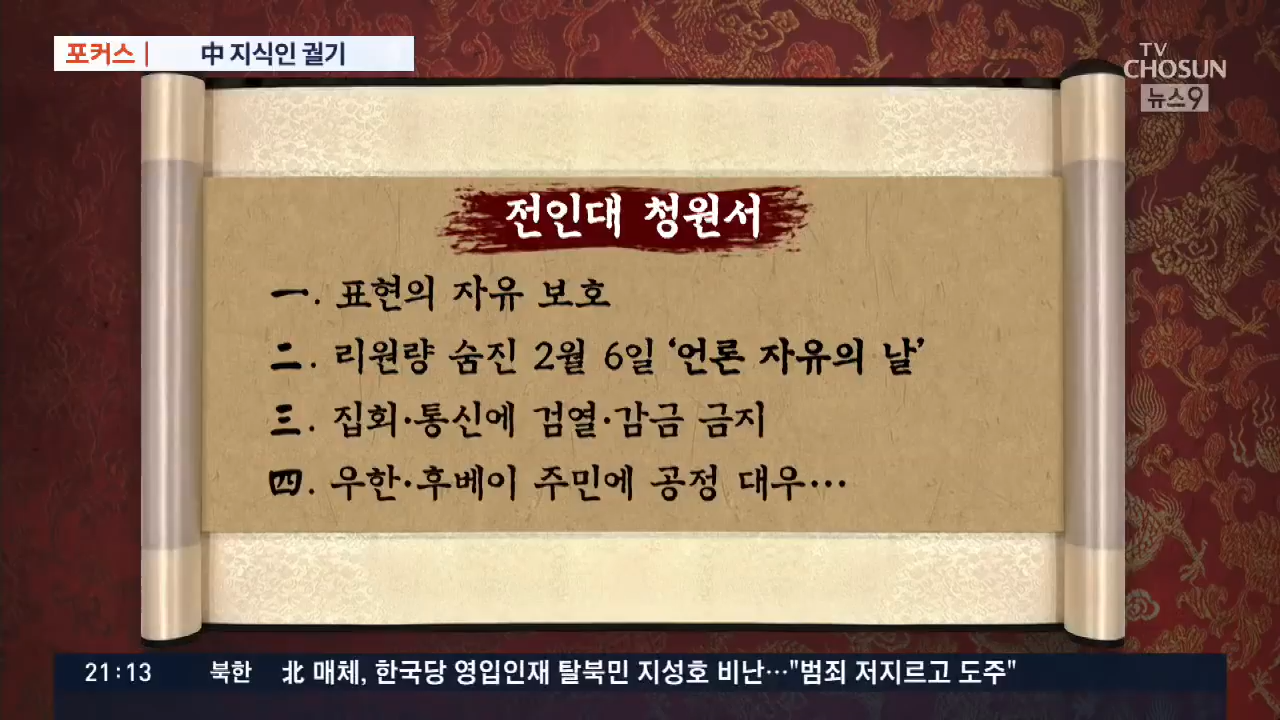 포커스 | 中 지식인 궐기
TV
CHOSUN
뉴스9
전인대 청원서
一. 표현의 자유 보호
二. 리원량 숨진 2월 6일 ‘언론 자유의 날’
三. 집회·통신에 검열·감금 금지
四. 우한·후베이 주민에 공정 대우…
21:13 북한 北 매체, 한국당 영입인재 탈북민 지성호 비난…"범죄 저지르고 도주"